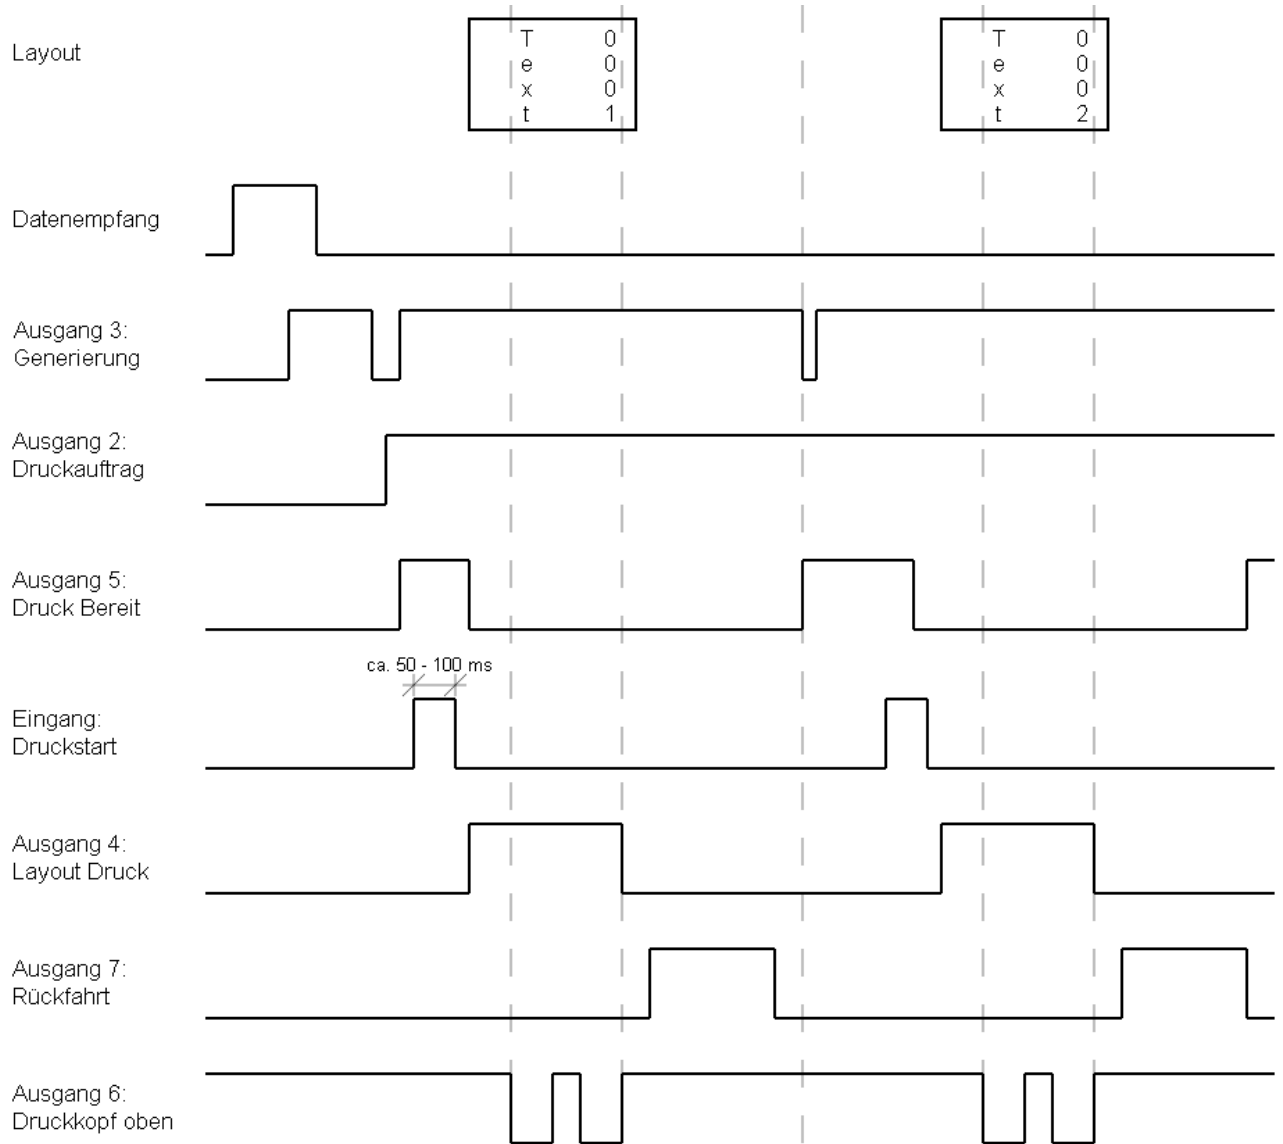 Layout
T 0
e 0
x 0
t 1
T 0
e 0
x 0
t 2
Datenempfang
Ausgang 3:
Generierung
Ausgang 2:
Druckauftrag
Ausgang 5:
Druck Bereit
ca. 50 - 100 ms
Eingang:
Druckstart
Ausgang 4:
Layout Druck
Ausgang 7:
Rückfahrt
Ausgang 6:
Druckkopf oben